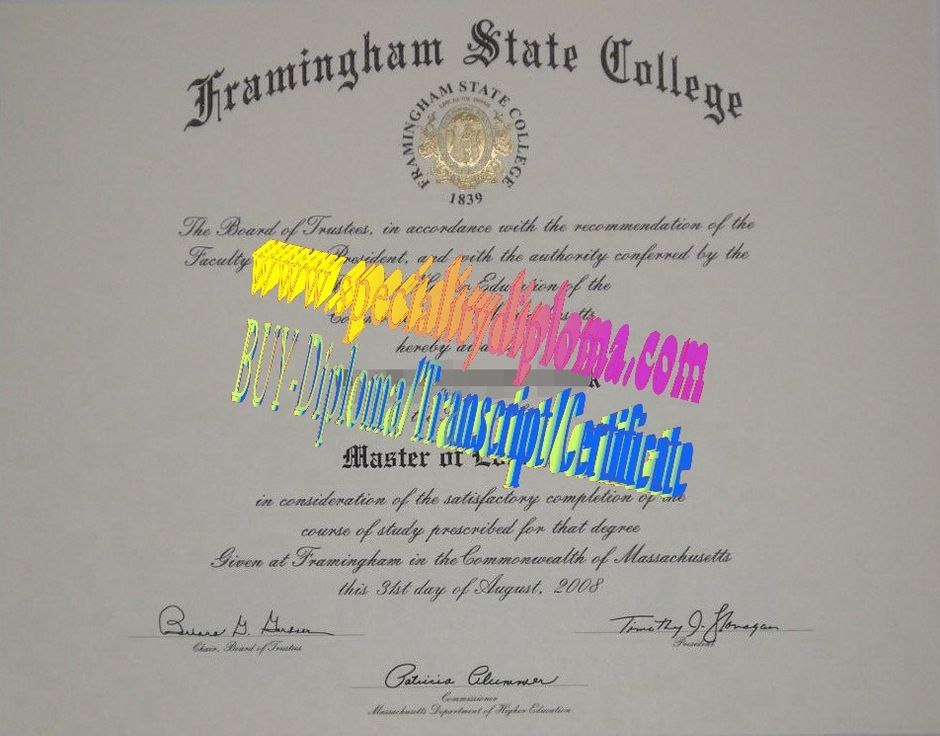 Framingham State College
FRAMINGHAM STATE COLLEGE
1839
The Board of Trustees, in accordance with the recommendation of the
Faculty President, and with the authority conferred by the
Education of the
hereby
www.specialitydiploma.com
BUY-Diploma/Transcript/Certificate
Master of
in consideration of the satisfactory completion of the
course of study prescribed for that degree
Given at Framingham in the Commonwealth of Massachusetts
this 31st day of August, 2008
Chair, Board of Trustees
Timothy J. Flanagan
President
Patricia Plummer
Commissioner
Massachusetts Department of Higher Education